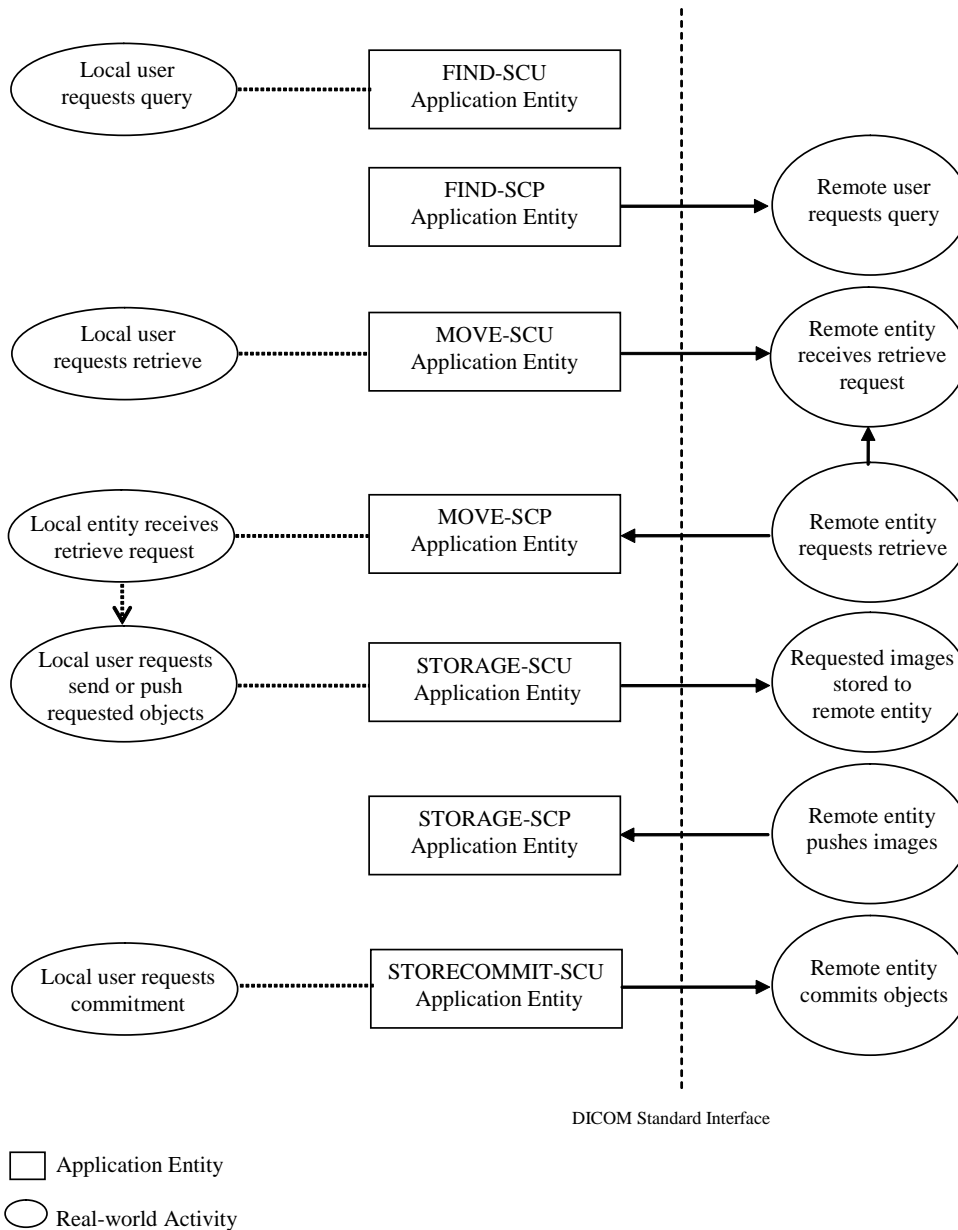 Local user
requests query
FIND-SCU
Application Entity
FIND-SCP
Application Entity
Remote user
requests query
Local user
requests retrieve
MOVE-SCU
Application Entity
Remote entity
receives retrieve
request
Local entity receives
retrieve request
MOVE-SCP
Application Entity
Remote entity
requests retrieve
Local user requests
send or push
requested objects
STORAGE-SCU
Application Entity
Requested images
stored to
remote entity
STORAGE-SCP
Application Entity
Remote entity
pushes images
Local user requests
commitment
STORECOMMIT-SCU
Application Entity
Remote entity
commits objects
DICOM Standard Interface
Application Entity
Real-world Activity